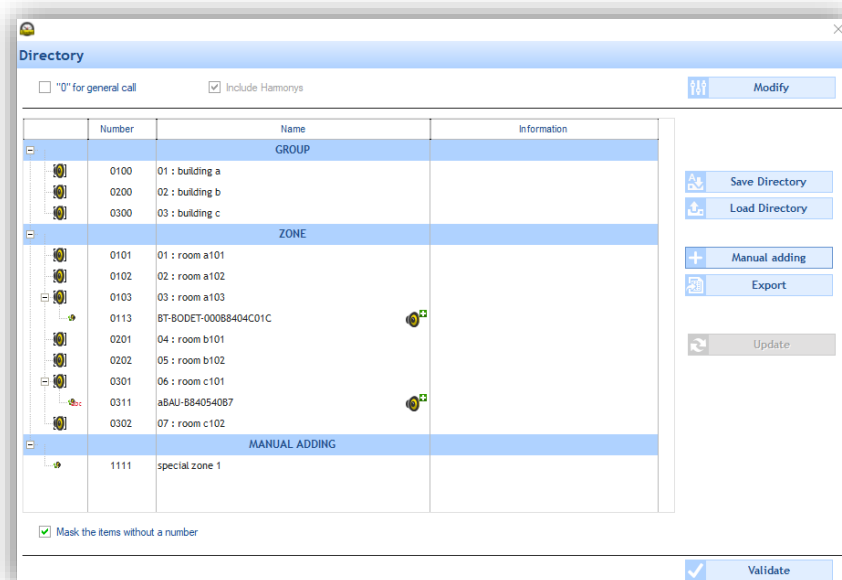 Directory
"0" for general call Include Harmonys Modify
Number Name Information
GROUP
0100 01 : building a
0200 02 : building b
0300 03 : building c
ZONE
0101 01 : room a101
0102 02 : room a102
0103 03 : room a103
0113 BT-BODET-000B8404C01C
0201 04 : room b101
0202 05 : room b102
0301 06 : room c101
0311 aBAU-B840540B7
0302 07 : room c102
MANUAL ADDING
1111 special zone 1
Save Directory
Load Directory
Manual adding
Export
Update
Mask the items without a number
Validate